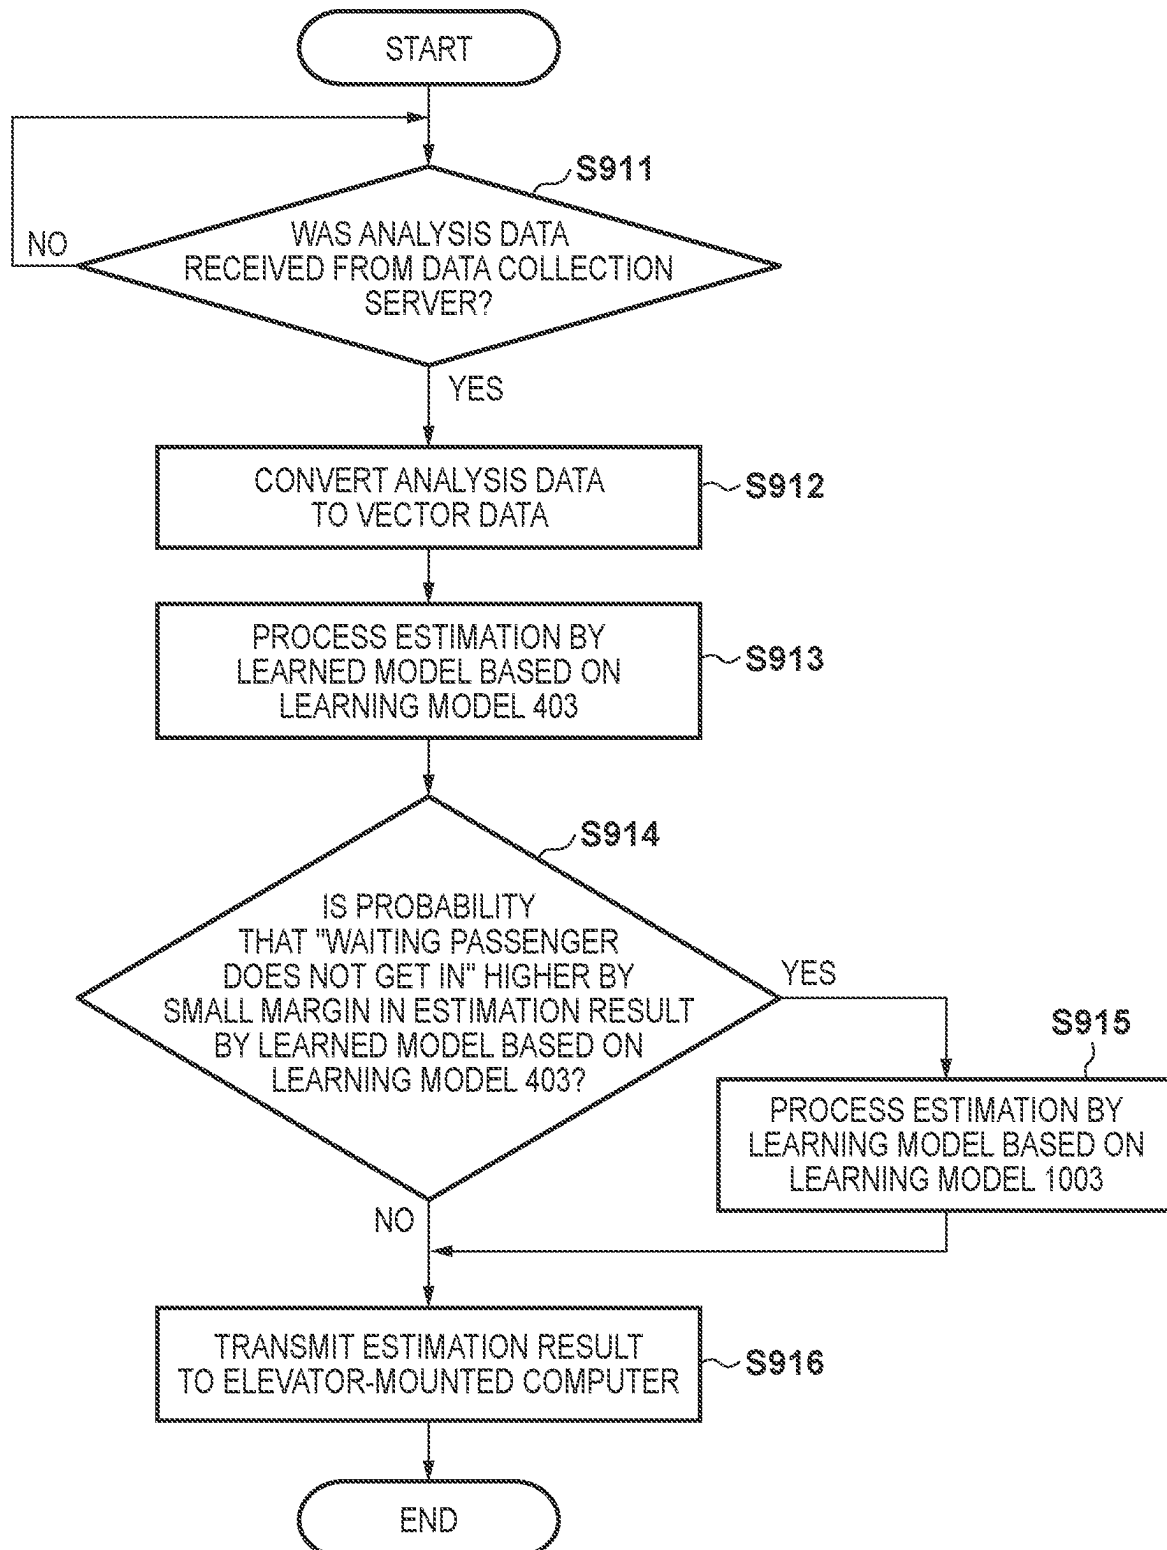 START
S911
WAS ANALYSIS DATA
RECEIVED FROM DATA COLLECTION
SERVER?
NO
YES
CONVERT ANALYSIS DATA
TO VECTOR DATA
S912
PROCESS ESTIMATION BY
LEARNED MODEL BASED ON
LEARNING MODEL 403
S913
S914
IS PROBABILITY
THAT "WAITING PASSENGER
DOES NOT GET IN" HIGHER BY
SMALL MARGIN IN ESTIMATION RESULT
BY LEARNED MODEL BASED ON
LEARNING MODEL 403?
YES
S915
PROCESS ESTIMATION BY
LEARNING MODEL BASED ON
LEARNING MODEL 1003
NO
TRANSMIT ESTIMATION RESULT
TO ELEVATOR-MOUNTED COMPUTER
S916
END